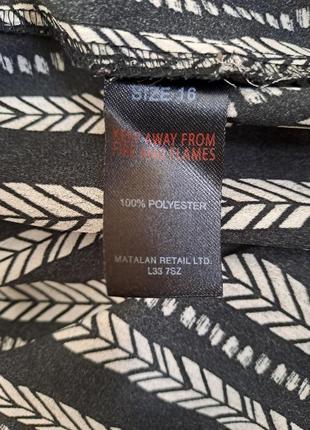 SIZE 16
KEEP AWAY FROM
FIRE AND FLAMES
100% POLYESTER
MATALAN RETAIL LTD.
L33 7SZ